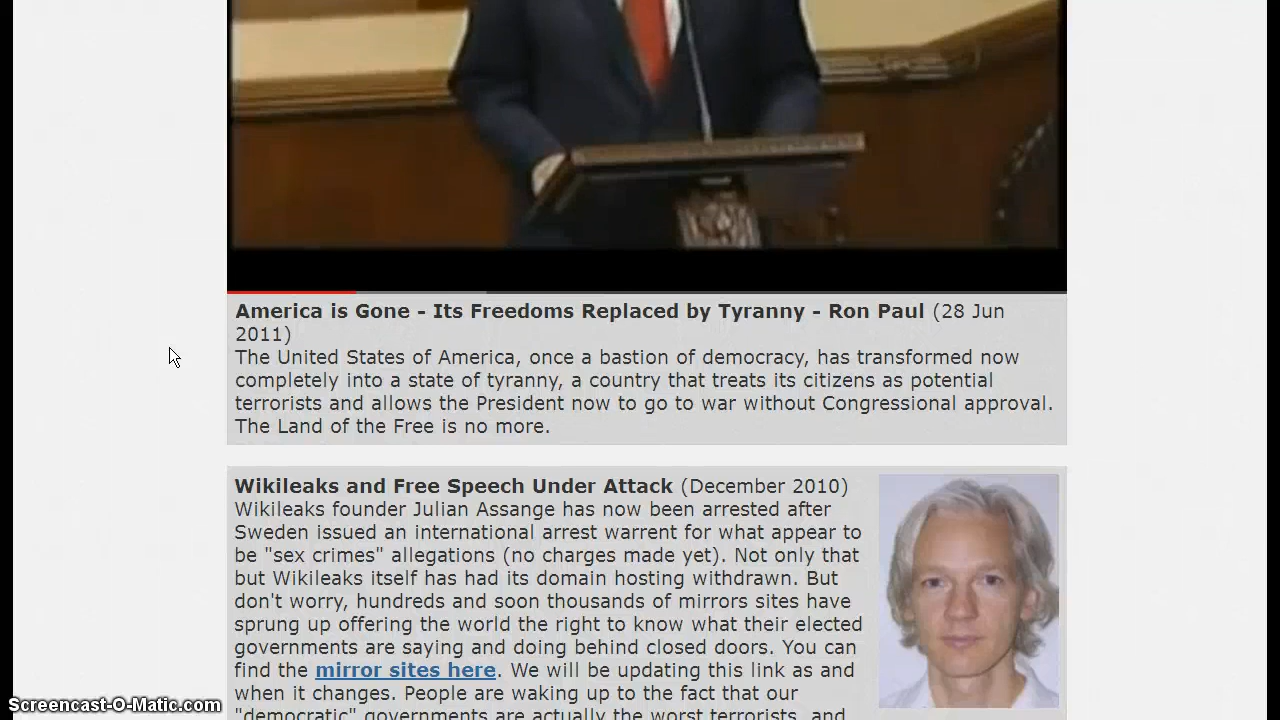 America is Gone - Its Freedoms Replaced by Tyranny - Ron Paul (28 Jun
2011)
The United States of America, once a bastion of democracy, has transformed now
completely into a state of tyranny, a country that treats its citizens as potential
terrorists and allows the President now to go to war without Congressional approval.
The Land of the Free is no more.
Wikileaks and Free Speech Under Attack (December 2010)
Wikileaks founder Julian Assange has now been arrested after
Sweden issued an international arrest warrent for what appear to
be "sex crimes" allegations (no charges made yet). Not only that
but Wikileaks itself has had its domain hosting withdrawn. But
don't worry, hundreds and soon thousands of mirrors sites have
sprung up offering the world the right to know what their elected
governments are saying and doing behind closed doors. You can
find the mirror sites here. We will be updating this link as and
when it changes. People are waking up to the fact that our
"democratic" governments are actually the worst terrorists, and
Screencast-O-Matic.com